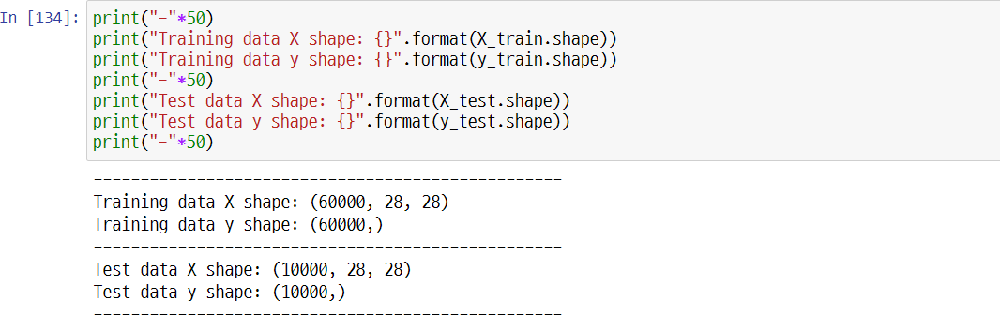 In [134]: print("-"*50)
print("Training data X shape: {}".format(X_train.shape))
print("Training data y shape: {}".format(y_train.shape))
print("-"*50)
print("Test data X shape: {}".format(X_test.shape))
print("Test data y shape: {}".format(y_test.shape))
print("-"*50)
--------------------------------------------------
Training data X shape: (60000, 28, 28)
Training data y shape: (60000,)
--------------------------------------------------
Test data X shape: (10000, 28, 28)
Test data y shape: (10000,)
--------------------------------------------------